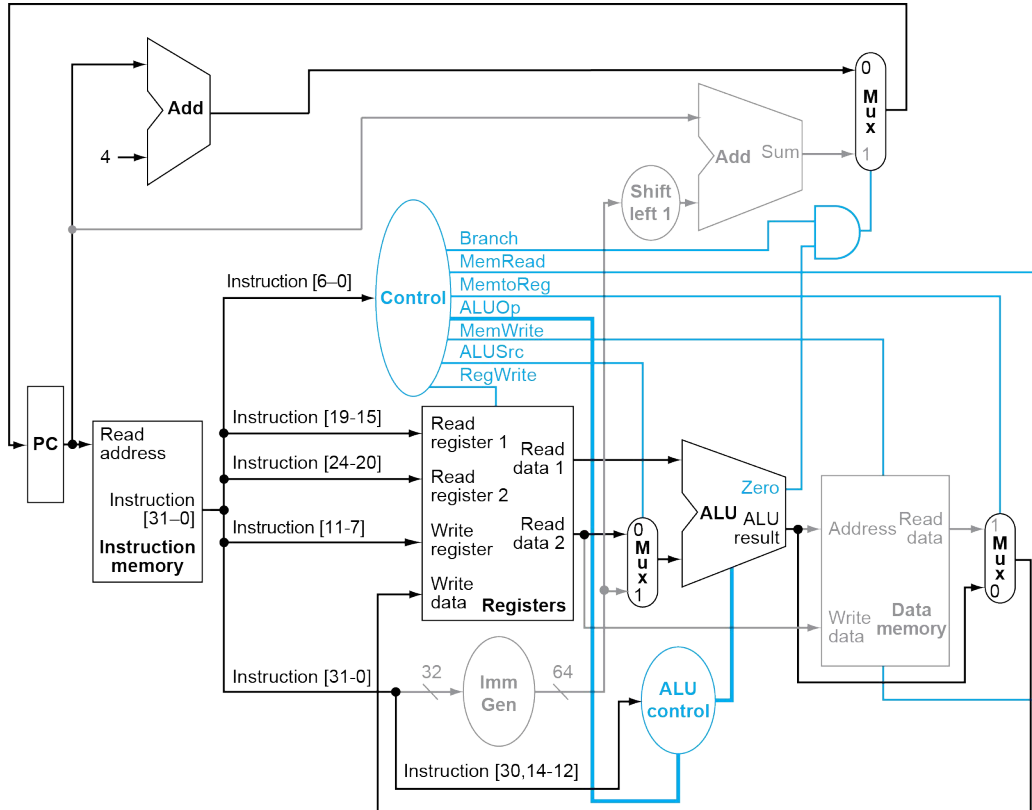 0
Mux
1
Add
4
Add
Sum
Shift
left 1
Branch
MemRead
MemtoReg
ALUOp
MemWrite
ALUSrc
RegWrite
Control
Instruction [6–0]
PC
Read
address
Instruction
[31–0]
Instruction
memory
Instruction [19-15]
Instruction [24-20]
Instruction [11-7]
Instruction [31-0]
Read
register 1
Read
data 1
Read
register 2
Write
register
Read
data 2
Write
data
Registers
0
Mux
1
Zero
ALU
ALU
result
Address
Read
data
Write
data
Data
memory
1
Mux
0
32
Imm
Gen
64
ALU
control
Instruction [30,14-12]